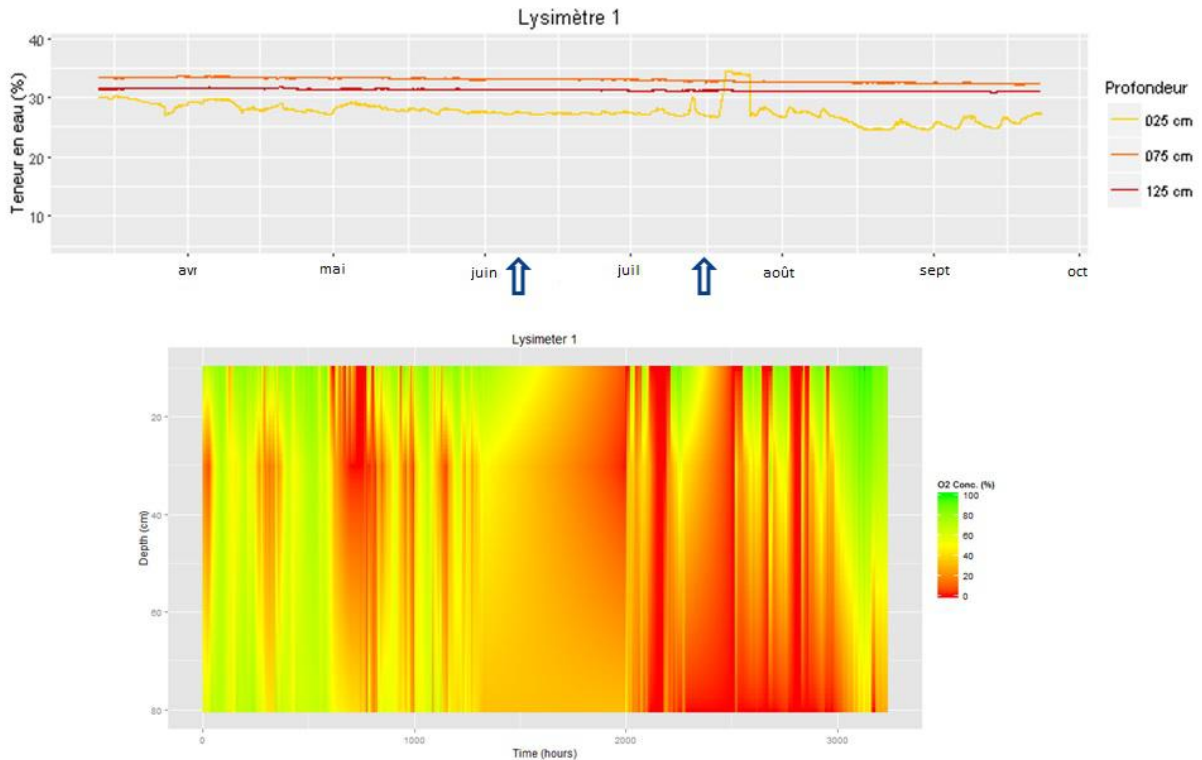 Lysimètre 1
Teneur en eau (%)
40
30
20
10
avr mai juin juil août sept oct
Profondeur
025 cm
075 cm
125 cm
Lysimeter 1
Depth (cm)
20
40
60
80
0 1000 2000 3000
Time (hours)
O2 Conc. (%)
100
80
60
40
20
0